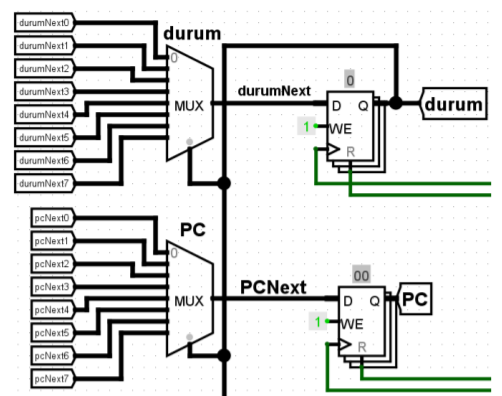 durumNext0
durumNext1
durumNext2
durumNext3
durumNext4
durumNext5
durumNext6
durumNext7
durum
0
MUX
durumNext
0
D Q
1 WE
R
durum
pcNext0
pcNext1
pcNext2
pcNext3
pcNext4
pcNext5
pcNext6
pcNext7
PC
0
MUX
PCNext
00
D Q
1 WE
R
PC